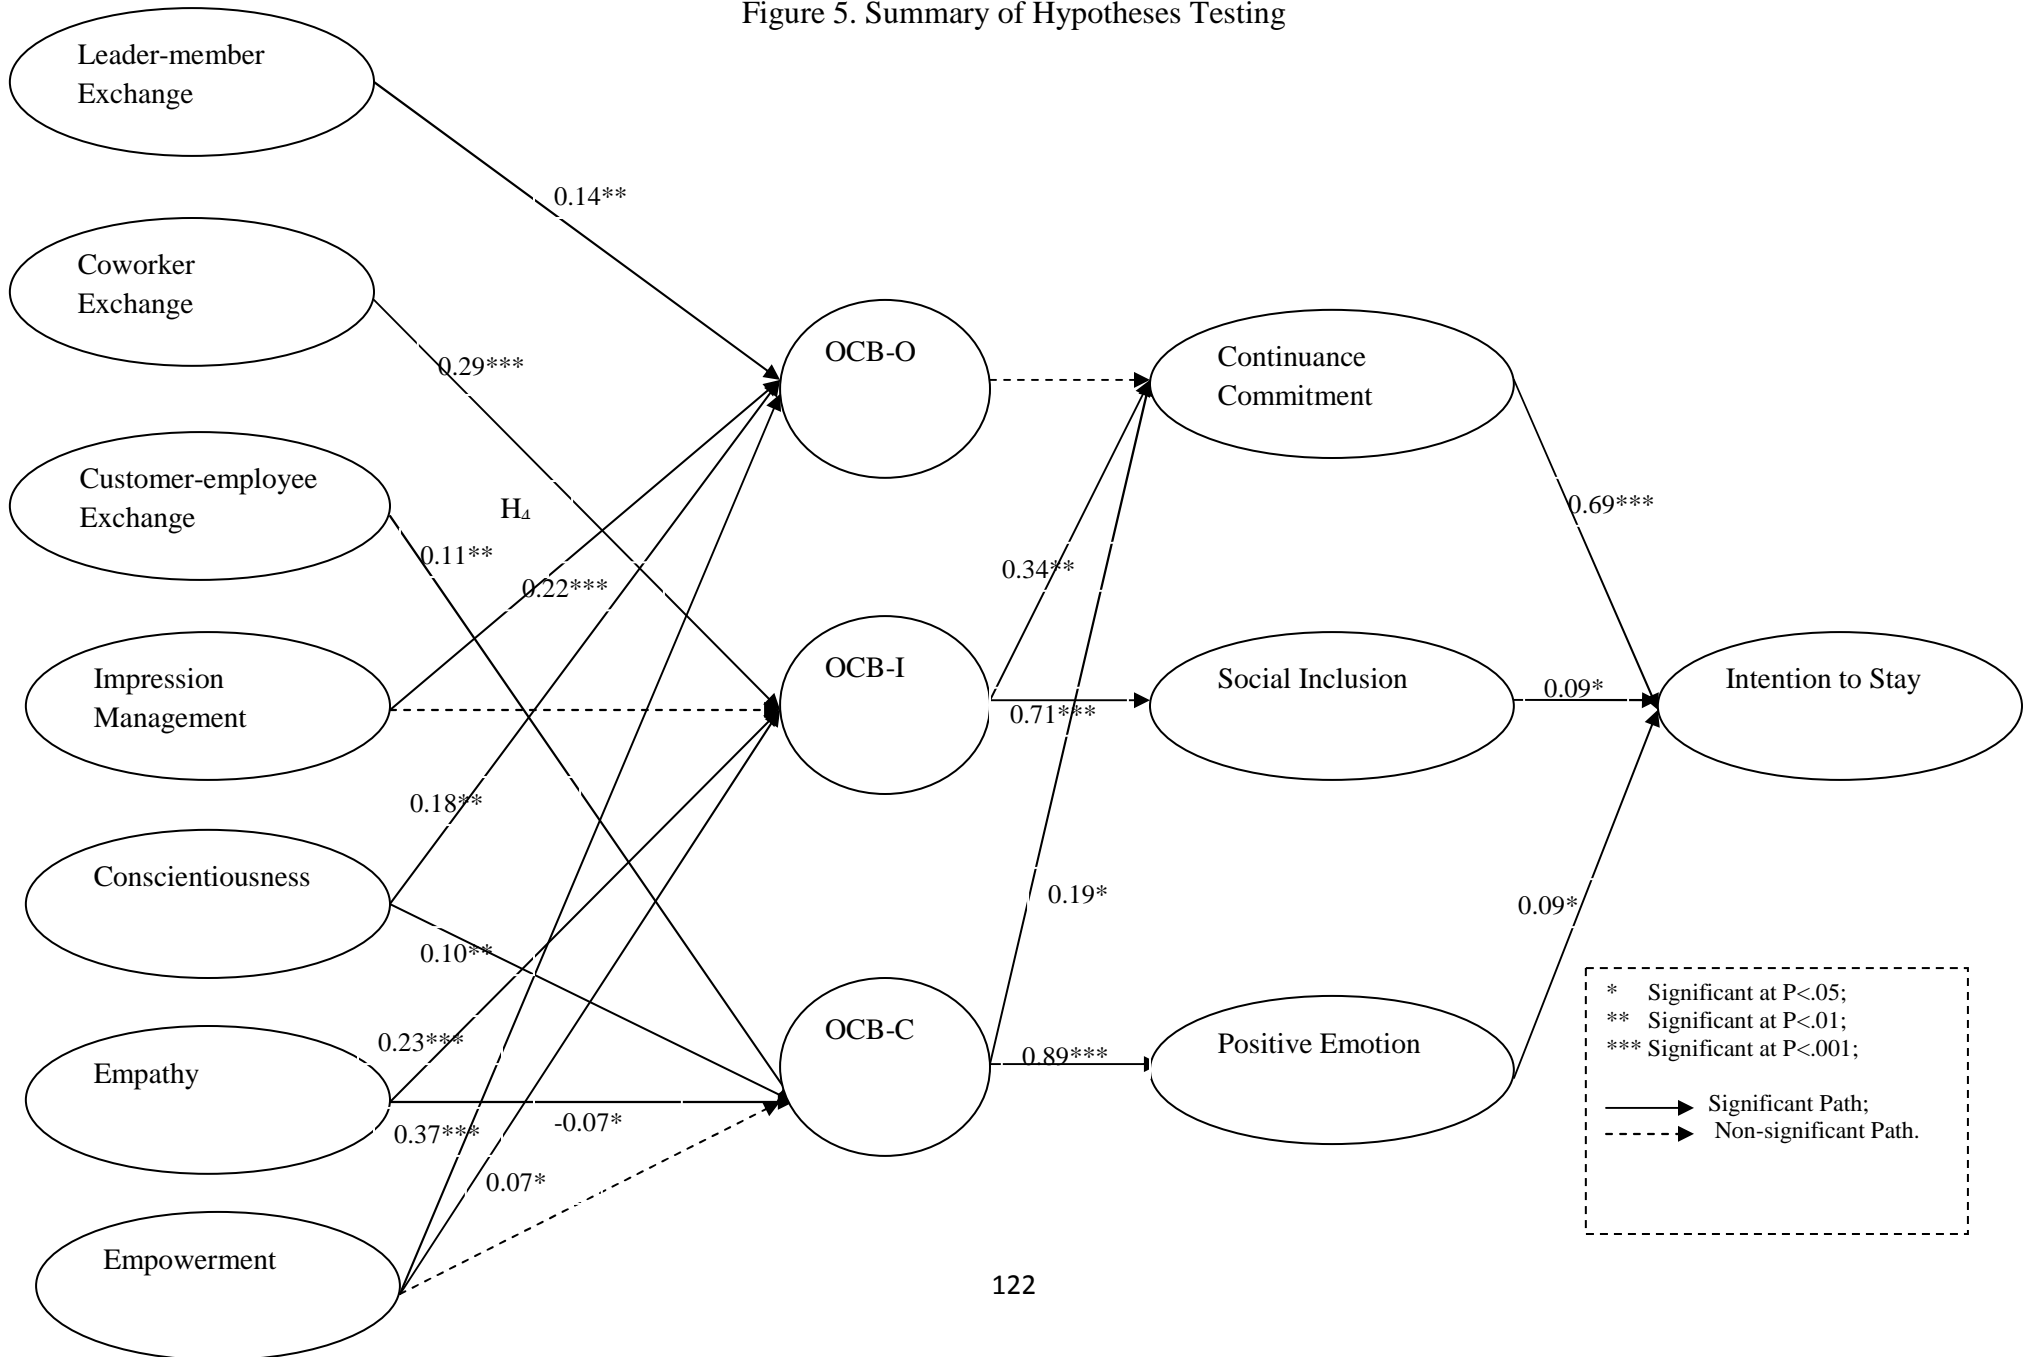 Figure 5. Summary of Hypotheses Testing
Leader-member
Exchange
0.14**
Coworker
Exchange
0.29***
OCB-O
Continuance
Commitment
Customer-employee
Exchange
H4
0.11**
0.22***
0.34**
0.69***
Impression
Management
OCB-I
0.71***
Social Inclusion
0.09*
Intention to Stay
0.18**
Conscientiousness
0.10**
0.19*
0.09*
0.23***
Empathy
-0.07*
0.37***
0.07*
OCB-C
0.89***
Positive Emotion
Empowerment
* Significant at P<.05;
** Significant at P<.01;
*** Significant at P<.001;
Significant Path;
Non-significant Path.
122